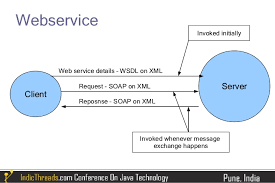 Webservice
Invoked initially
Web service details - WSDL on XML
Request - SOAP on XML
Reposnse - SOAP on XML
Client
Server
Invoked whenever message
exchange happens
IndicThreads.com Conference On Java Technology
Pune, India